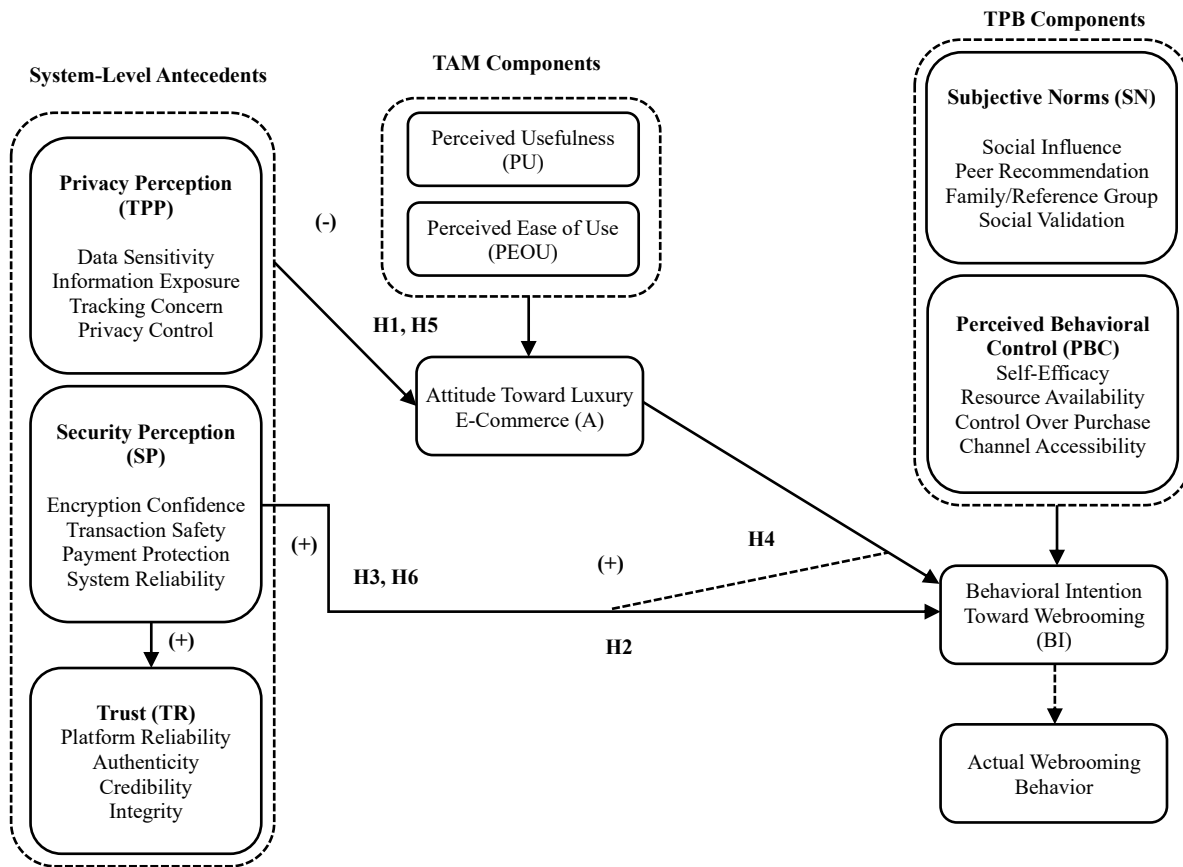 System-Level Antecedents
Privacy Perception
(TPP)
Data Sensitivity
Information Exposure
Tracking Concern
Privacy Control
Security Perception
(SP)
Encryption Confidence
Transaction Safety
Payment Protection
System Reliability
(+)
Trust (TR)
Platform Reliability
Authenticity
Credibility
Integrity
TAM Components
Perceived Usefulness
(PU)
Perceived Ease of Use
(PEOU)
(-)
H1, H5
Attitude Toward Luxury
E-Commerce (A)
(+)
H3, H6
(+)
H4
H2
TPB Components
Subjective Norms (SN)
Social Influence
Peer Recommendation
Family/Reference Group
Social Validation
Perceived Behavioral
Control (PBC)
Self-Efficacy
Resource Availability
Control Over Purchase
Channel Accessibility
Behavioral Intention
Toward Webrooming
(BI)
Actual Webrooming
Behavior